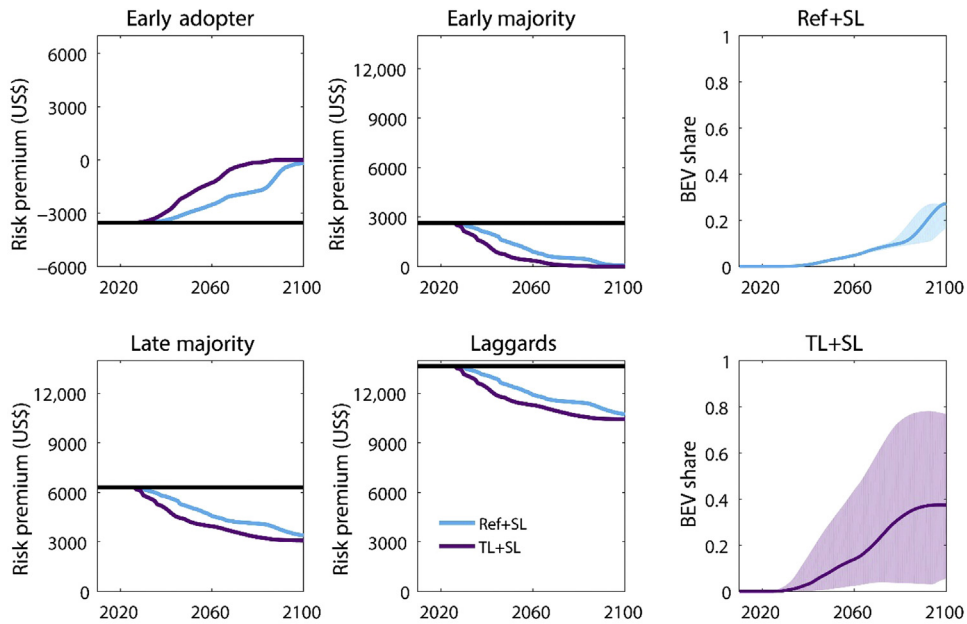 Early adopter
Risk premium (US$)
6000
3000
0
−3000
−6000
2020 2060 2100
Early majority
Risk premium (US$)
12,000
9000
6000
3000
0
2020 2060 2100
Ref+SL
BEV share
1
0.8
0.6
0.4
0.2
0
2020 2060 2100
Late majority
Risk premium (US$)
12,000
9000
6000
3000
0
2020 2060 2100
Laggards
Risk premium (US$)
12,000
9000
6000
3000
0
Ref+SL
TL+SL
2020 2060 2100
TL+SL
BEV share
1
0.8
0.6
0.4
0.2
0
2020 2060 2100